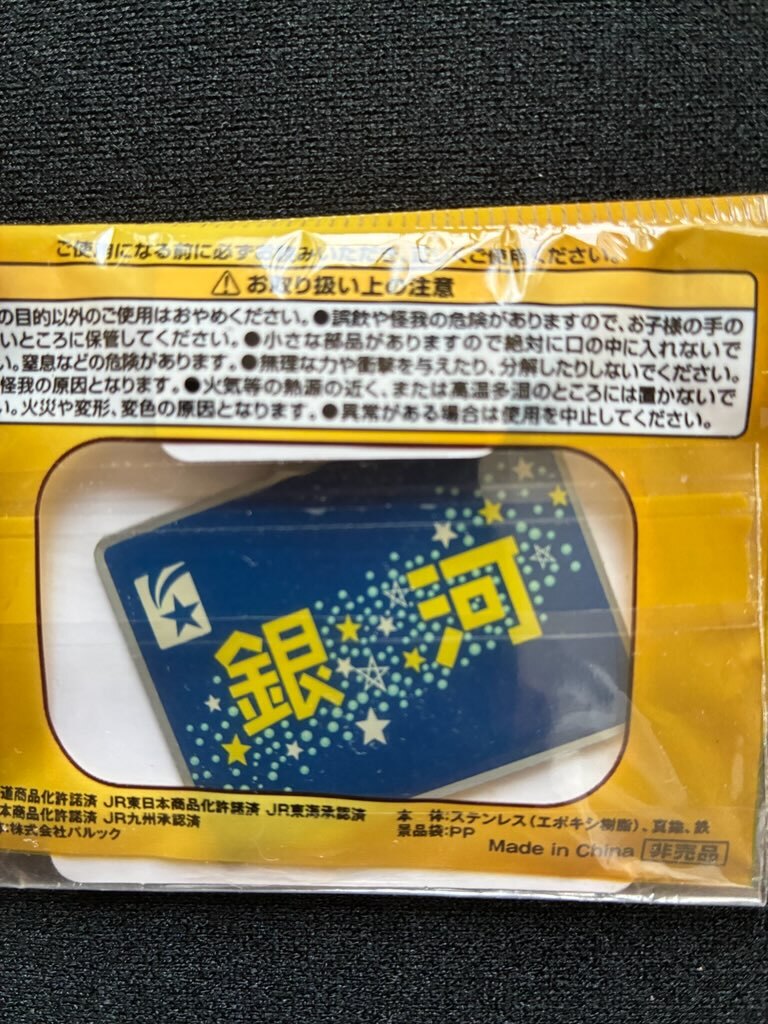 ご使用になる前に必ずお読みいただき、正しくご使用ください。
⚠お取り扱い上の注意
の目的以外のご使用はおやめください。●誤飲や怪我の危険がありますので、お子様の手の
いところに保管してください。●小さな部品がありますので絶対に口の中に入れないで
い。窒息などの危険があります。●無理な力や衝撃を与えたり、分解したりしないでください。
怪我の原因となります。●火気等の熱源の近く、または高温多湿のところには置かないで
い。火災や変形、変色の原因となります。●異常がある場合は使用を中止してください。
銀河
道商品化許諾済 JR東日本商品化許諾済 JR東海承認済
本商品化許諾済 JR九州承認済
株式会社バルック
本 体:ステンレス(エポキシ樹脂)、真鍮、鉄
景品袋:PP
Made in China 非売品